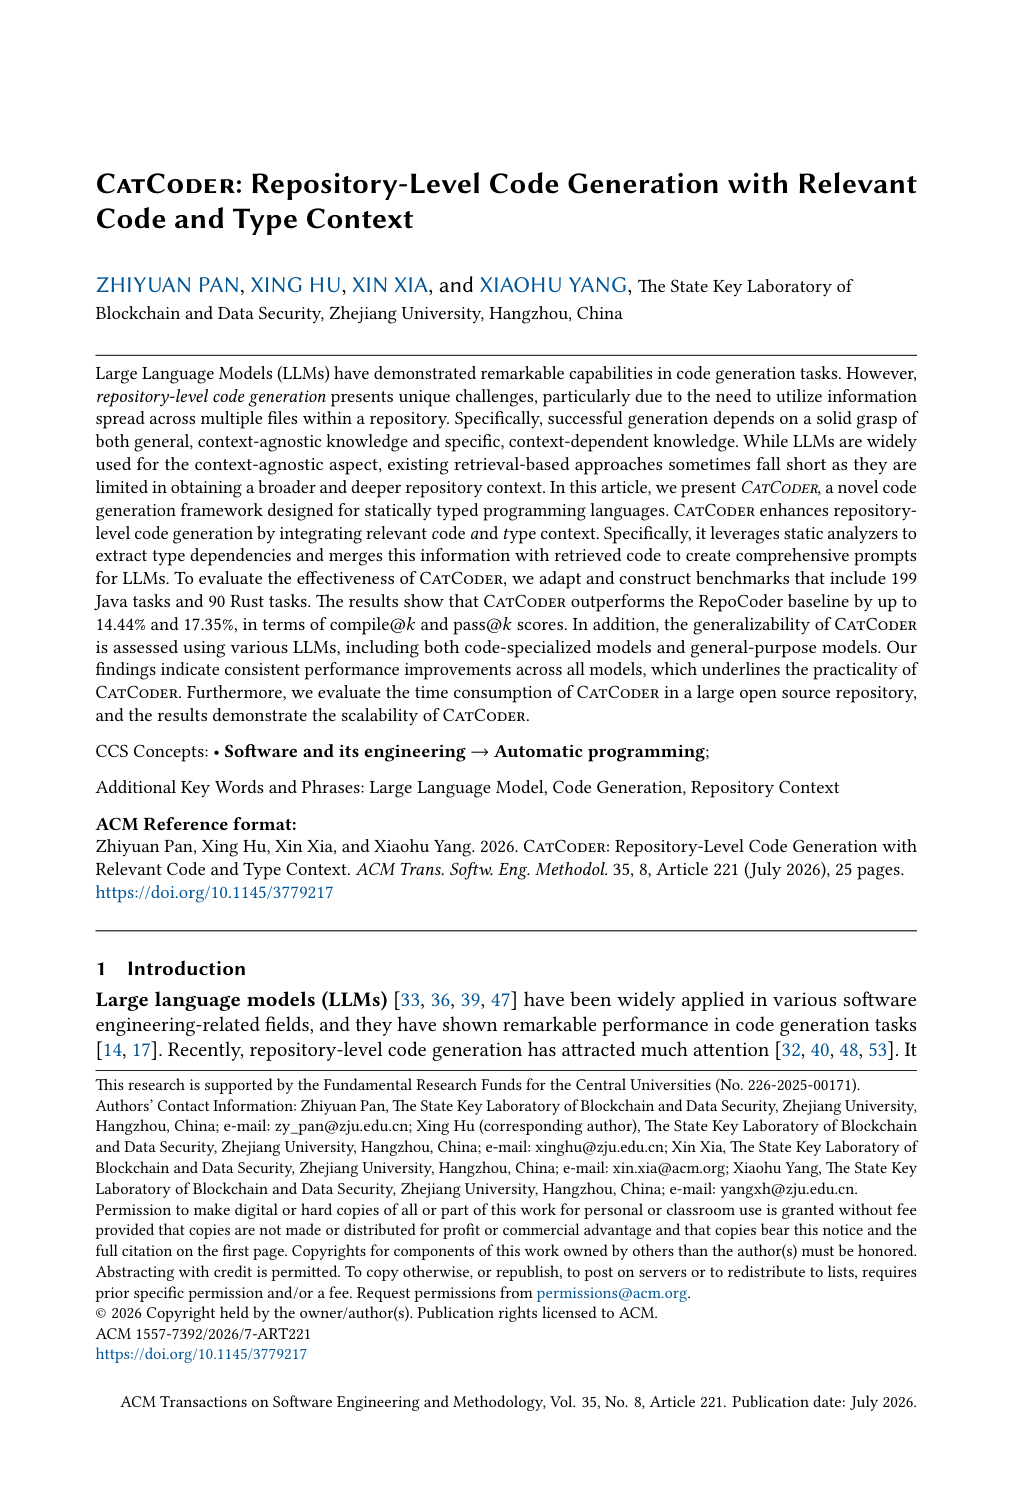 CatCoder: Repository-Level Code Generation with Relevant
Code and Type Context
ZHIYUAN PAN, XING HU, XIN XIA, and XIAOHU YANG, The State Key Laboratory of
Blockchain and Data Security, Zhejiang University, Hangzhou, China
Large Language Models (LLMs) have demonstrated remarkable capabilities in code generation tasks. However,
repository-level code generation presents unique challenges, particularly due to the need to utilize information
spread across multiple files within a repository. Specifically, successful generation depends on a solid grasp of
both general, context-agnostic knowledge and specific, context-dependent knowledge. While LLMs are widely
used for the context-agnostic aspect, existing retrieval-based approaches sometimes fall short as they are
limited in obtaining a broader and deeper repository context. In this article, we present CatCoder, a novel code
generation framework designed for statically typed programming languages. CatCoder enhances repository-
level code generation by integrating relevant code and type context. Specifically, it leverages static analyzers to
extract type dependencies and merges this information with retrieved code to create comprehensive prompts
for LLMs. To evaluate the effectiveness of CatCoder, we adapt and construct benchmarks that include 199
Java tasks and 90 Rust tasks. The results show that CatCoder outperforms the RepoCoder baseline by up to
14.44% and 17.35%, in terms of compile@k and pass@k scores. In addition, the generalizability of CatCoder
is assessed using various LLMs, including both code-specialized models and general-purpose models. Our
findings indicate consistent performance improvements across all models, which underlines the practicality of
CatCoder. Furthermore, we evaluate the time consumption of CatCoder in a large open source repository,
and the results demonstrate the scalability of CatCoder.
CCS Concepts: • Software and its engineering → Automatic programming;
Additional Key Words and Phrases: Large Language Model, Code Generation, Repository Context
ACM Reference format:
Zhiyuan Pan, Xing Hu, Xin Xia, and Xiaohu Yang. 2026. CatCoder: Repository-Level Code Generation with
Relevant Code and Type Context. ACM Trans. Softw. Eng. Methodol. 35, 8, Article 221 (July 2026), 25 pages.
https://doi.org/10.1145/3779217
1 Introduction
Large language models (LLMs) [33, 36, 39, 47] have been widely applied in various software
engineering-related fields, and they have shown remarkable performance in code generation tasks
[14, 17]. Recently, repository-level code generation has attracted much attention [32, 40, 48, 53]. It
This research is supported by the Fundamental Research Funds for the Central Universities (No. 226-2025-00171).
Authors' Contact Information: Zhiyuan Pan, The State Key Laboratory of Blockchain and Data Security, Zhejiang University,
Hangzhou, China; e-mail: zy_pan@zju.edu.cn; Xing Hu (corresponding author), The State Key Laboratory of Blockchain
and Data Security, Zhejiang University, Hangzhou, China; e-mail: xinghu@zju.edu.cn; Xin Xia, The State Key Laboratory of
Blockchain and Data Security, Zhejiang University, Hangzhou, China; e-mail: xin.xia@acm.org; Xiaohu Yang, The State Key
Laboratory of Blockchain and Data Security, Zhejiang University, Hangzhou, China; e-mail: yangxh@zju.edu.cn.
Permission to make digital or hard copies of all or part of this work for personal or classroom use is granted without fee
provided that copies are not made or distributed for profit or commercial advantage and that copies bear this notice and the
full citation on the first page. Copyrights for components of this work owned by others than the author(s) must be honored.
Abstracting with credit is permitted. To copy otherwise, or republish, to post on servers or to redistribute to lists, requires
prior specific permission and/or a fee. Request permissions from permissions@acm.org.
© 2026 Copyright held by the owner/author(s). Publication rights licensed to ACM.
ACM 1557-7392/2026/7-ART221
https://doi.org/10.1145/3779217
ACM Transactions on Software Engineering and Methodology, Vol. 35, No. 8, Article 221. Publication date: July 2026.